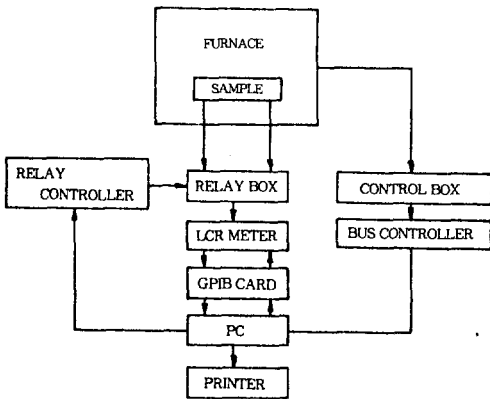 FURNACE
SAMPLE
RELAY
CONTROLLER
RELAY BOX
CONTROL BOX
LCR METER
BUS CONTROLLER
GPIB CARD
PC
PRINTER